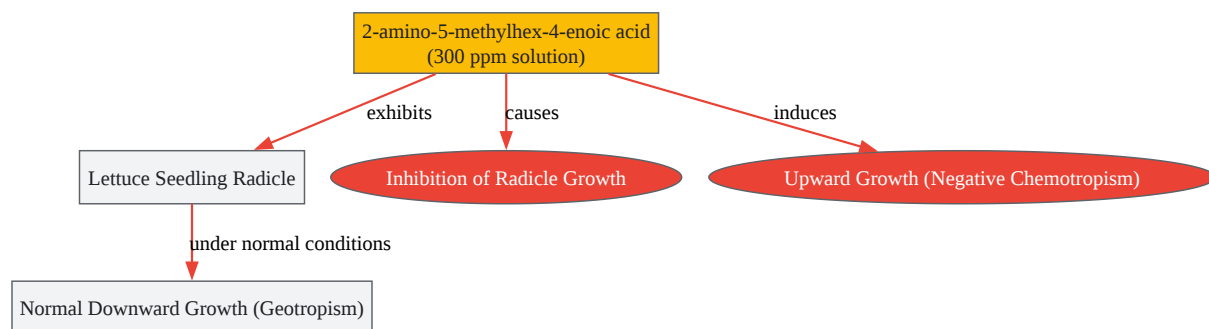 2-amino-5-methylhex-4-enoic acid
(300 ppm solution)
exhibits
causes
induces
Lettuce Seedling Radicle
Inhibition of Radicle Growth
Upward Growth (Negative Chemotropism)
under normal conditions
Normal Downward Growth (Geotropism)